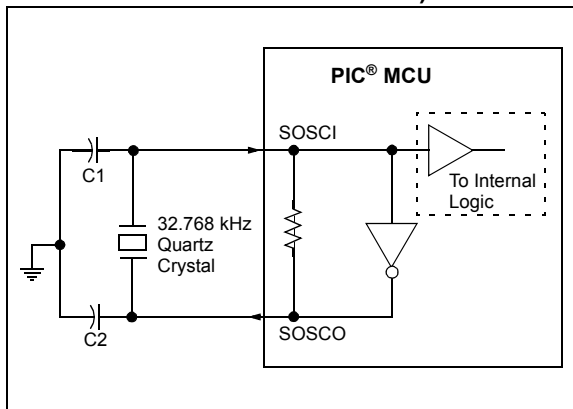 PIC® MCU
SOSCI
C1
To Internal
Logic
32.768 kHz
Quartz
Crystal
SOSCO
C2